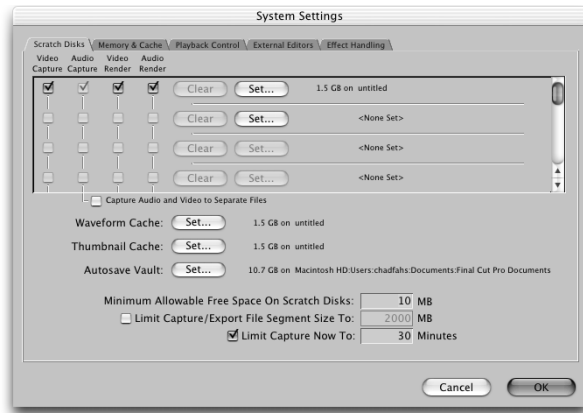 System Settings
Scratch Disks Memory & Cache Playback Control External Editors Effect Handling
Video Capture Audio Capture Video Render Audio Render
Clear Set... 1.5 GB on untitled
Clear Set... <None Set>
Clear Set... <None Set>
Clear Set... <None Set>
Capture Audio and Video to Separate Files
Waveform Cache: Set... 1.5 GB on untitled
Thumbnail Cache: Set... 1.5 GB on untitled
Autosave Vault: Set... 10.7 GB on Macintosh HD:Users:chadfahs:Documents:Final Cut Pro Documents
Minimum Allowable Free Space On Scratch Disks: 10 MB
Limit Capture/Export File Segment Size To: 2000 MB
Limit Capture Now To: 30 Minutes
Cancel OK